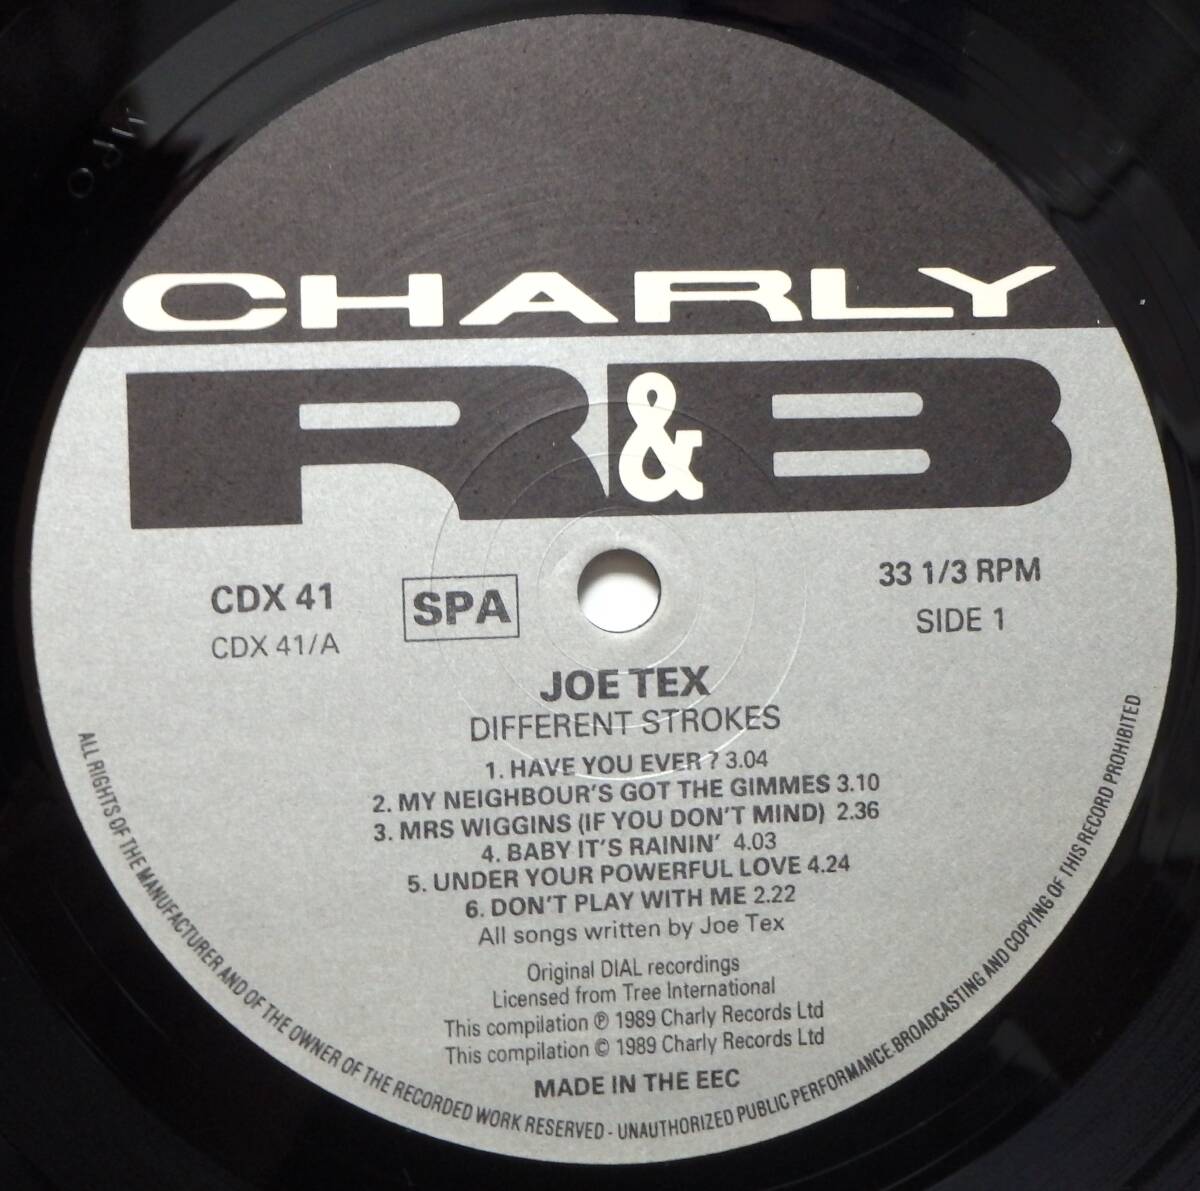 CHARLY
R&B
CDX 41
CDX 41/A
SPA
33 1/3 RPM
SIDE 1
JOE TEX
DIFFERENT STROKES
1. HAVE YOU EVER ? 3.04
2. MY NEIGHBOUR'S GOT THE GIMMES 3.10
3. MRS WIGGINS (IF YOU DON'T MIND) 2.36
4. BABY IT'S RAININ' 4.03
5. UNDER YOUR POWERFUL LOVE 4.24
6. DON'T PLAY WITH ME 2.22
All songs written by Joe Tex
Original DIAL recordings
Licensed from Tree International
This compilation ℗ 1989 Charly Records Ltd
This compilation © 1989 Charly Records Ltd
MADE IN THE EEC
ALL RIGHTS OF THE MANUFACTURER AND OF THE OWNER OF THE RECORDED WORK RESERVED - UNAUTHORIZED PUBLIC PERFORMANCE·BROADCASTING AND COPYING OF THIS RECORD PROHIBITED
MPO